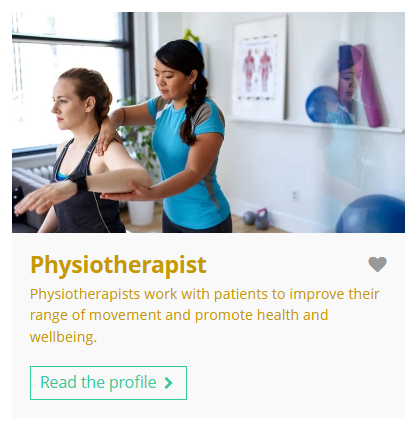 Physiotherapist
Physiotherapists work with patients to improve their
range of movement and promote health and
wellbeing.
Read the profile